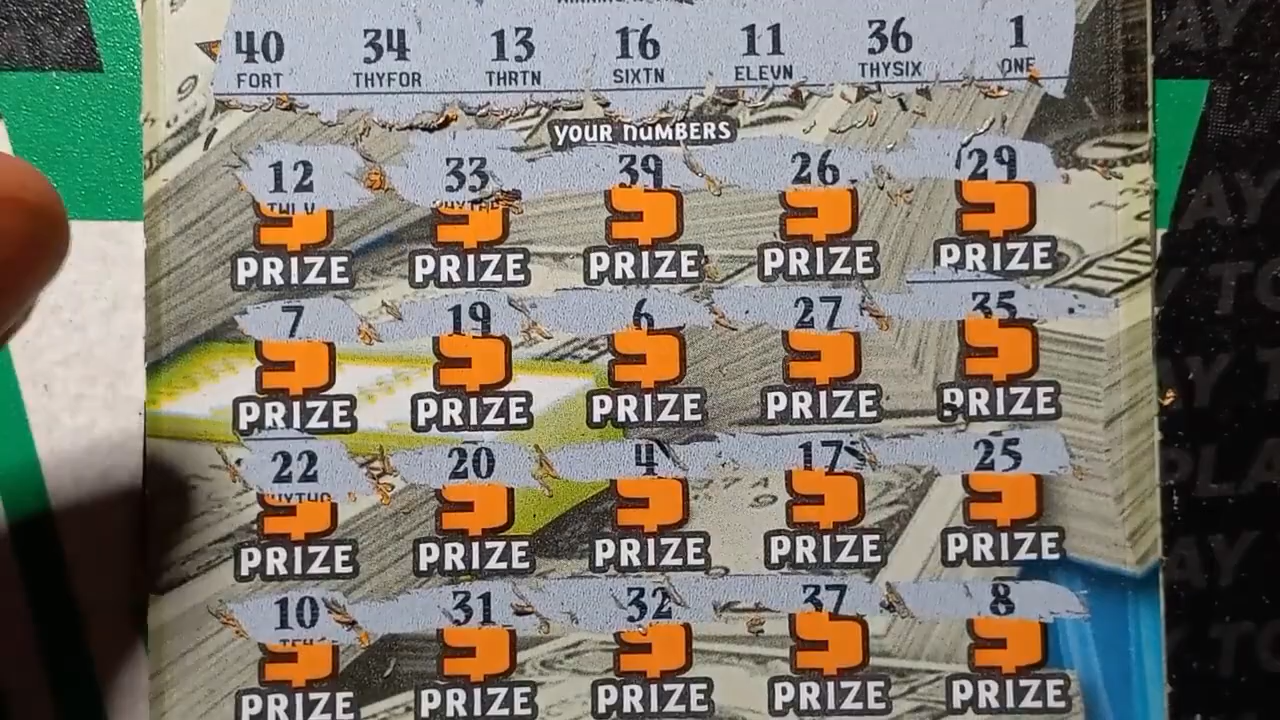 40 34 13 16 11 36 1
FORT THYFOR THRTN SIXTN ELEVN THYSIX ONE
YOUR NUMBERS
12 33 39 26 29
PRIZE PRIZE PRIZE PRIZE PRIZE
7 19 6 27 35
PRIZE PRIZE PRIZE PRIZE PRIZE
22 20 4 17 25
PRIZE PRIZE PRIZE PRIZE PRIZE
10 31 32 37 8
PRIZE PRIZE PRIZE PRIZE PRIZE